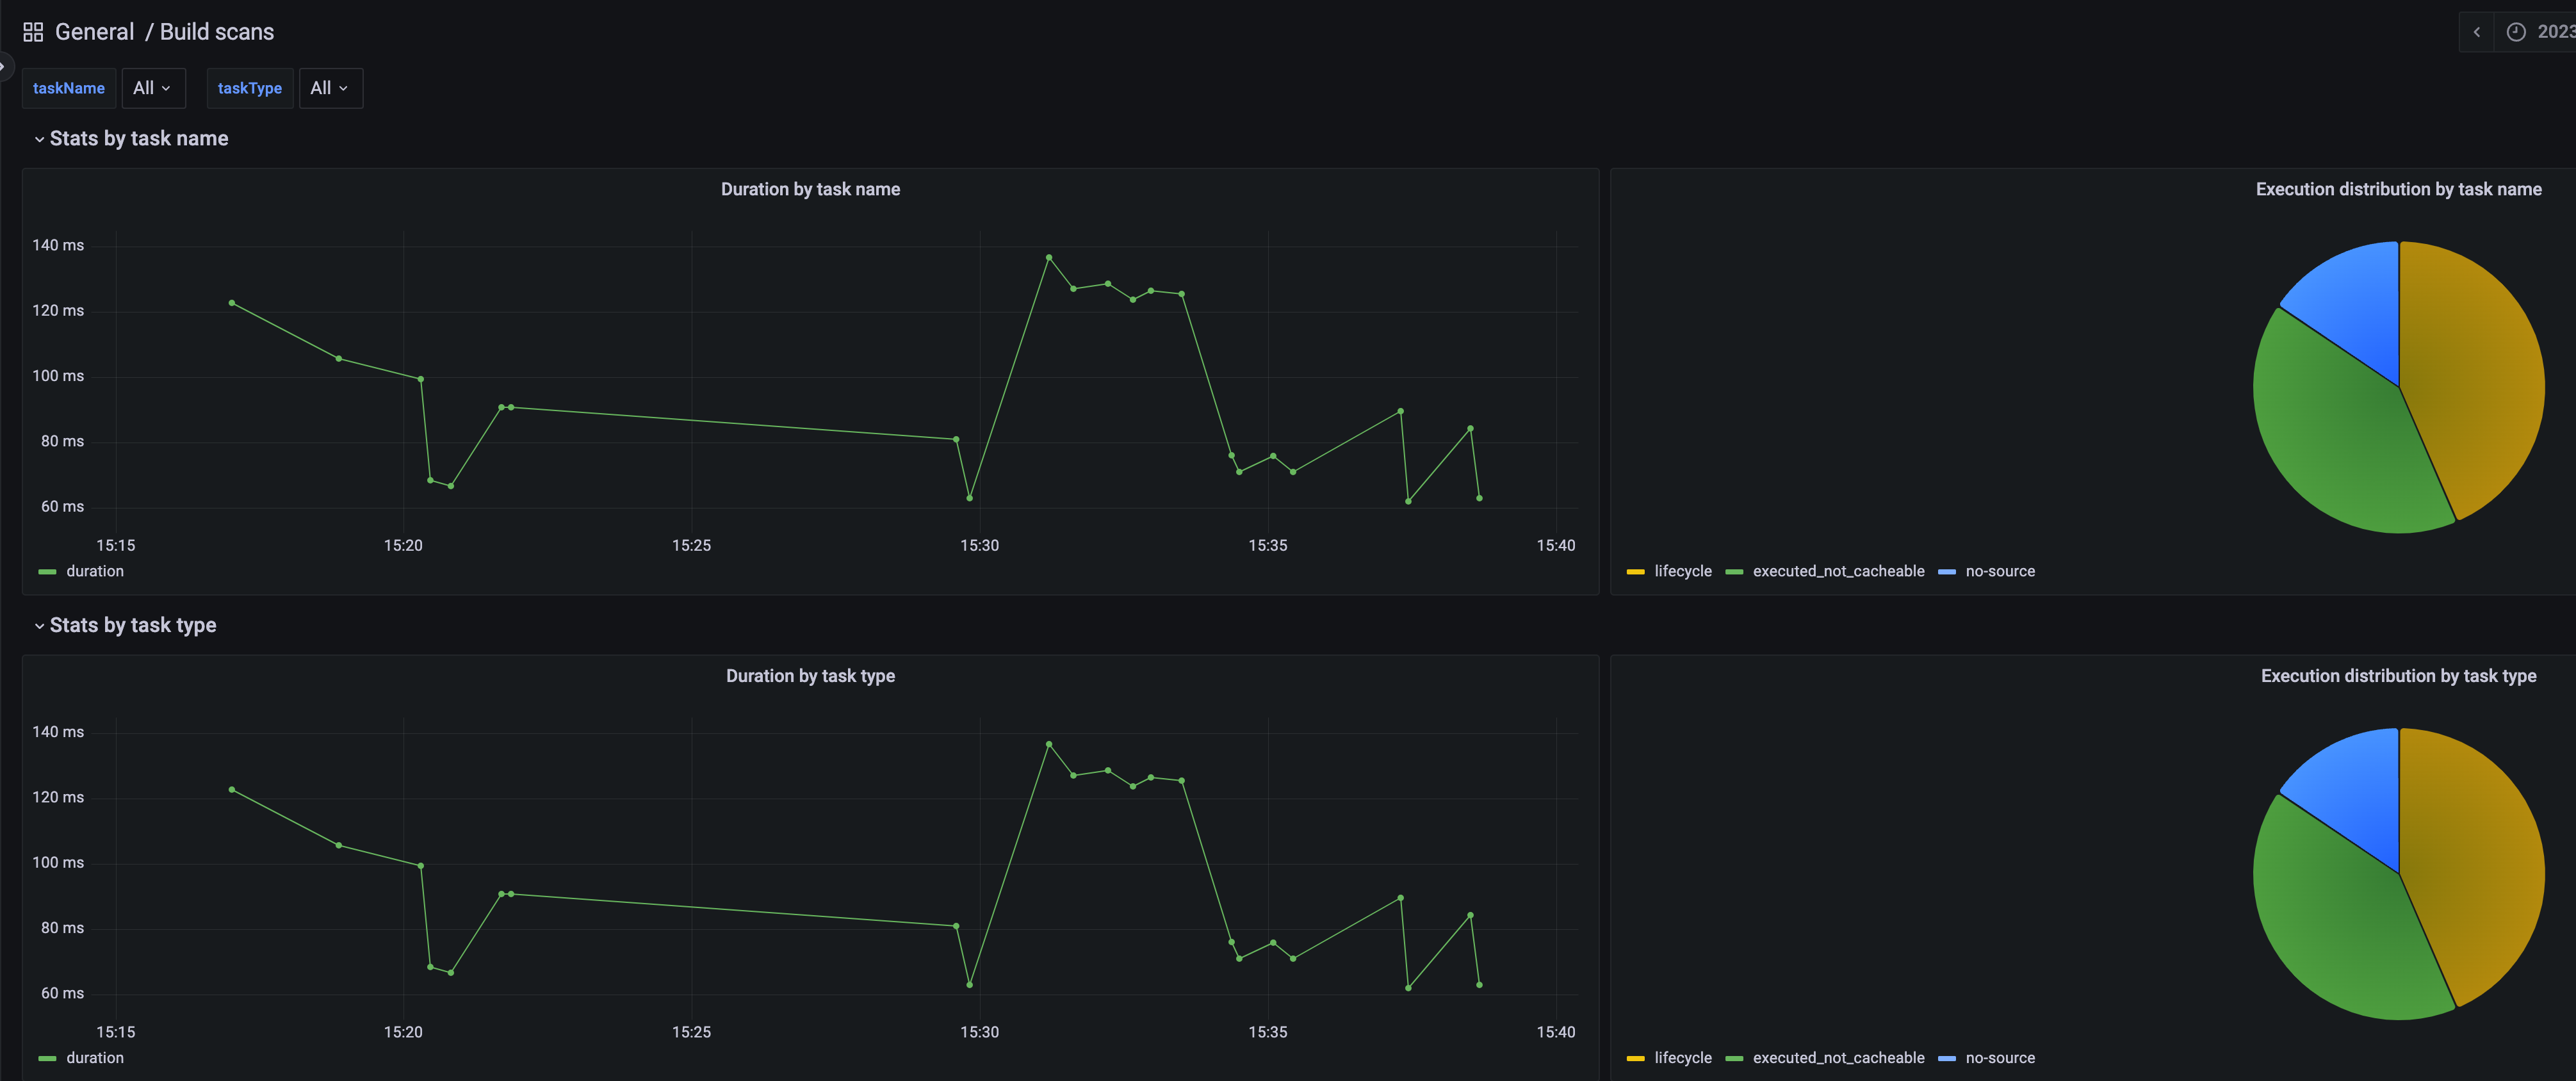 General / Build scans
2023
taskName All taskType All
Stats by task name
Duration by task name
140 ms
120 ms
100 ms
80 ms
60 ms
15:15 15:20 15:25 15:30 15:35 15:40
duration
Execution distribution by task name
lifecycle executed_not_cacheable no-source
Stats by task type
Duration by task type
140 ms
120 ms
100 ms
80 ms
60 ms
15:15 15:20 15:25 15:30 15:35 15:40
duration
Execution distribution by task type
lifecycle executed_not_cacheable no-source